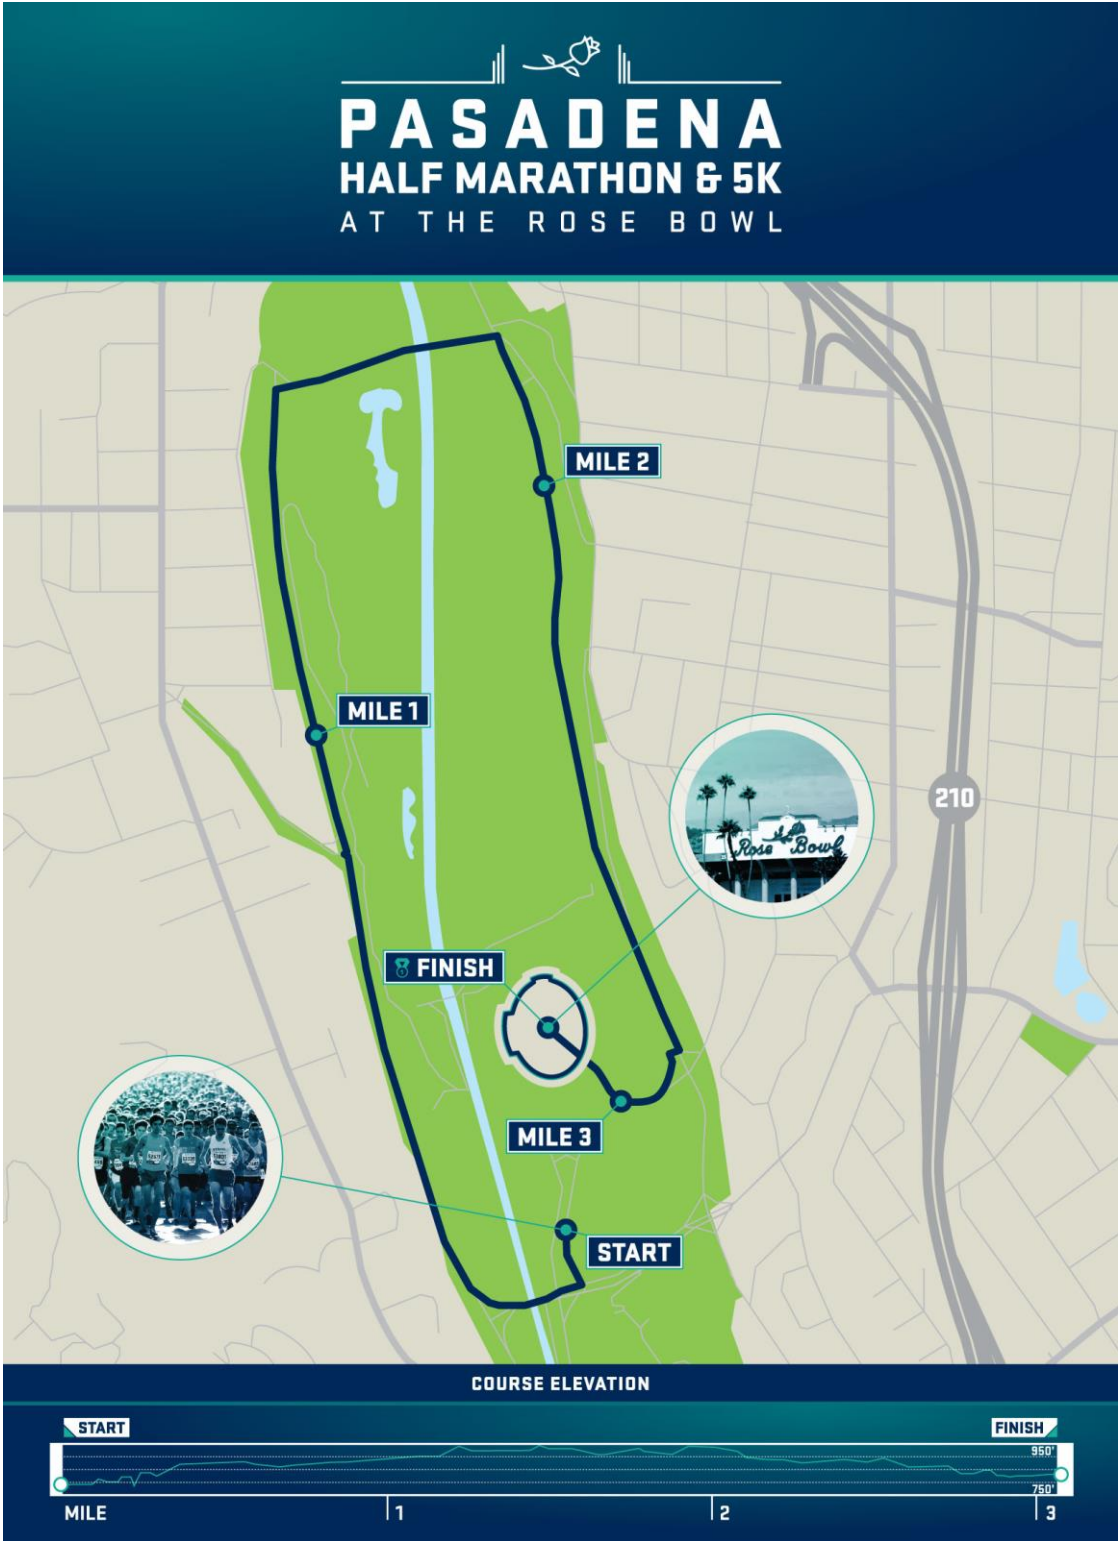 PASADENA
HALF MARATHON & 5K
AT THE ROSE BOWL
MILE 2
MILE 1
210
Rose Bowl
FINISH
MILE 3
START
COURSE ELEVATION
START
FINISH
950'
750'
MILE
1
2
3